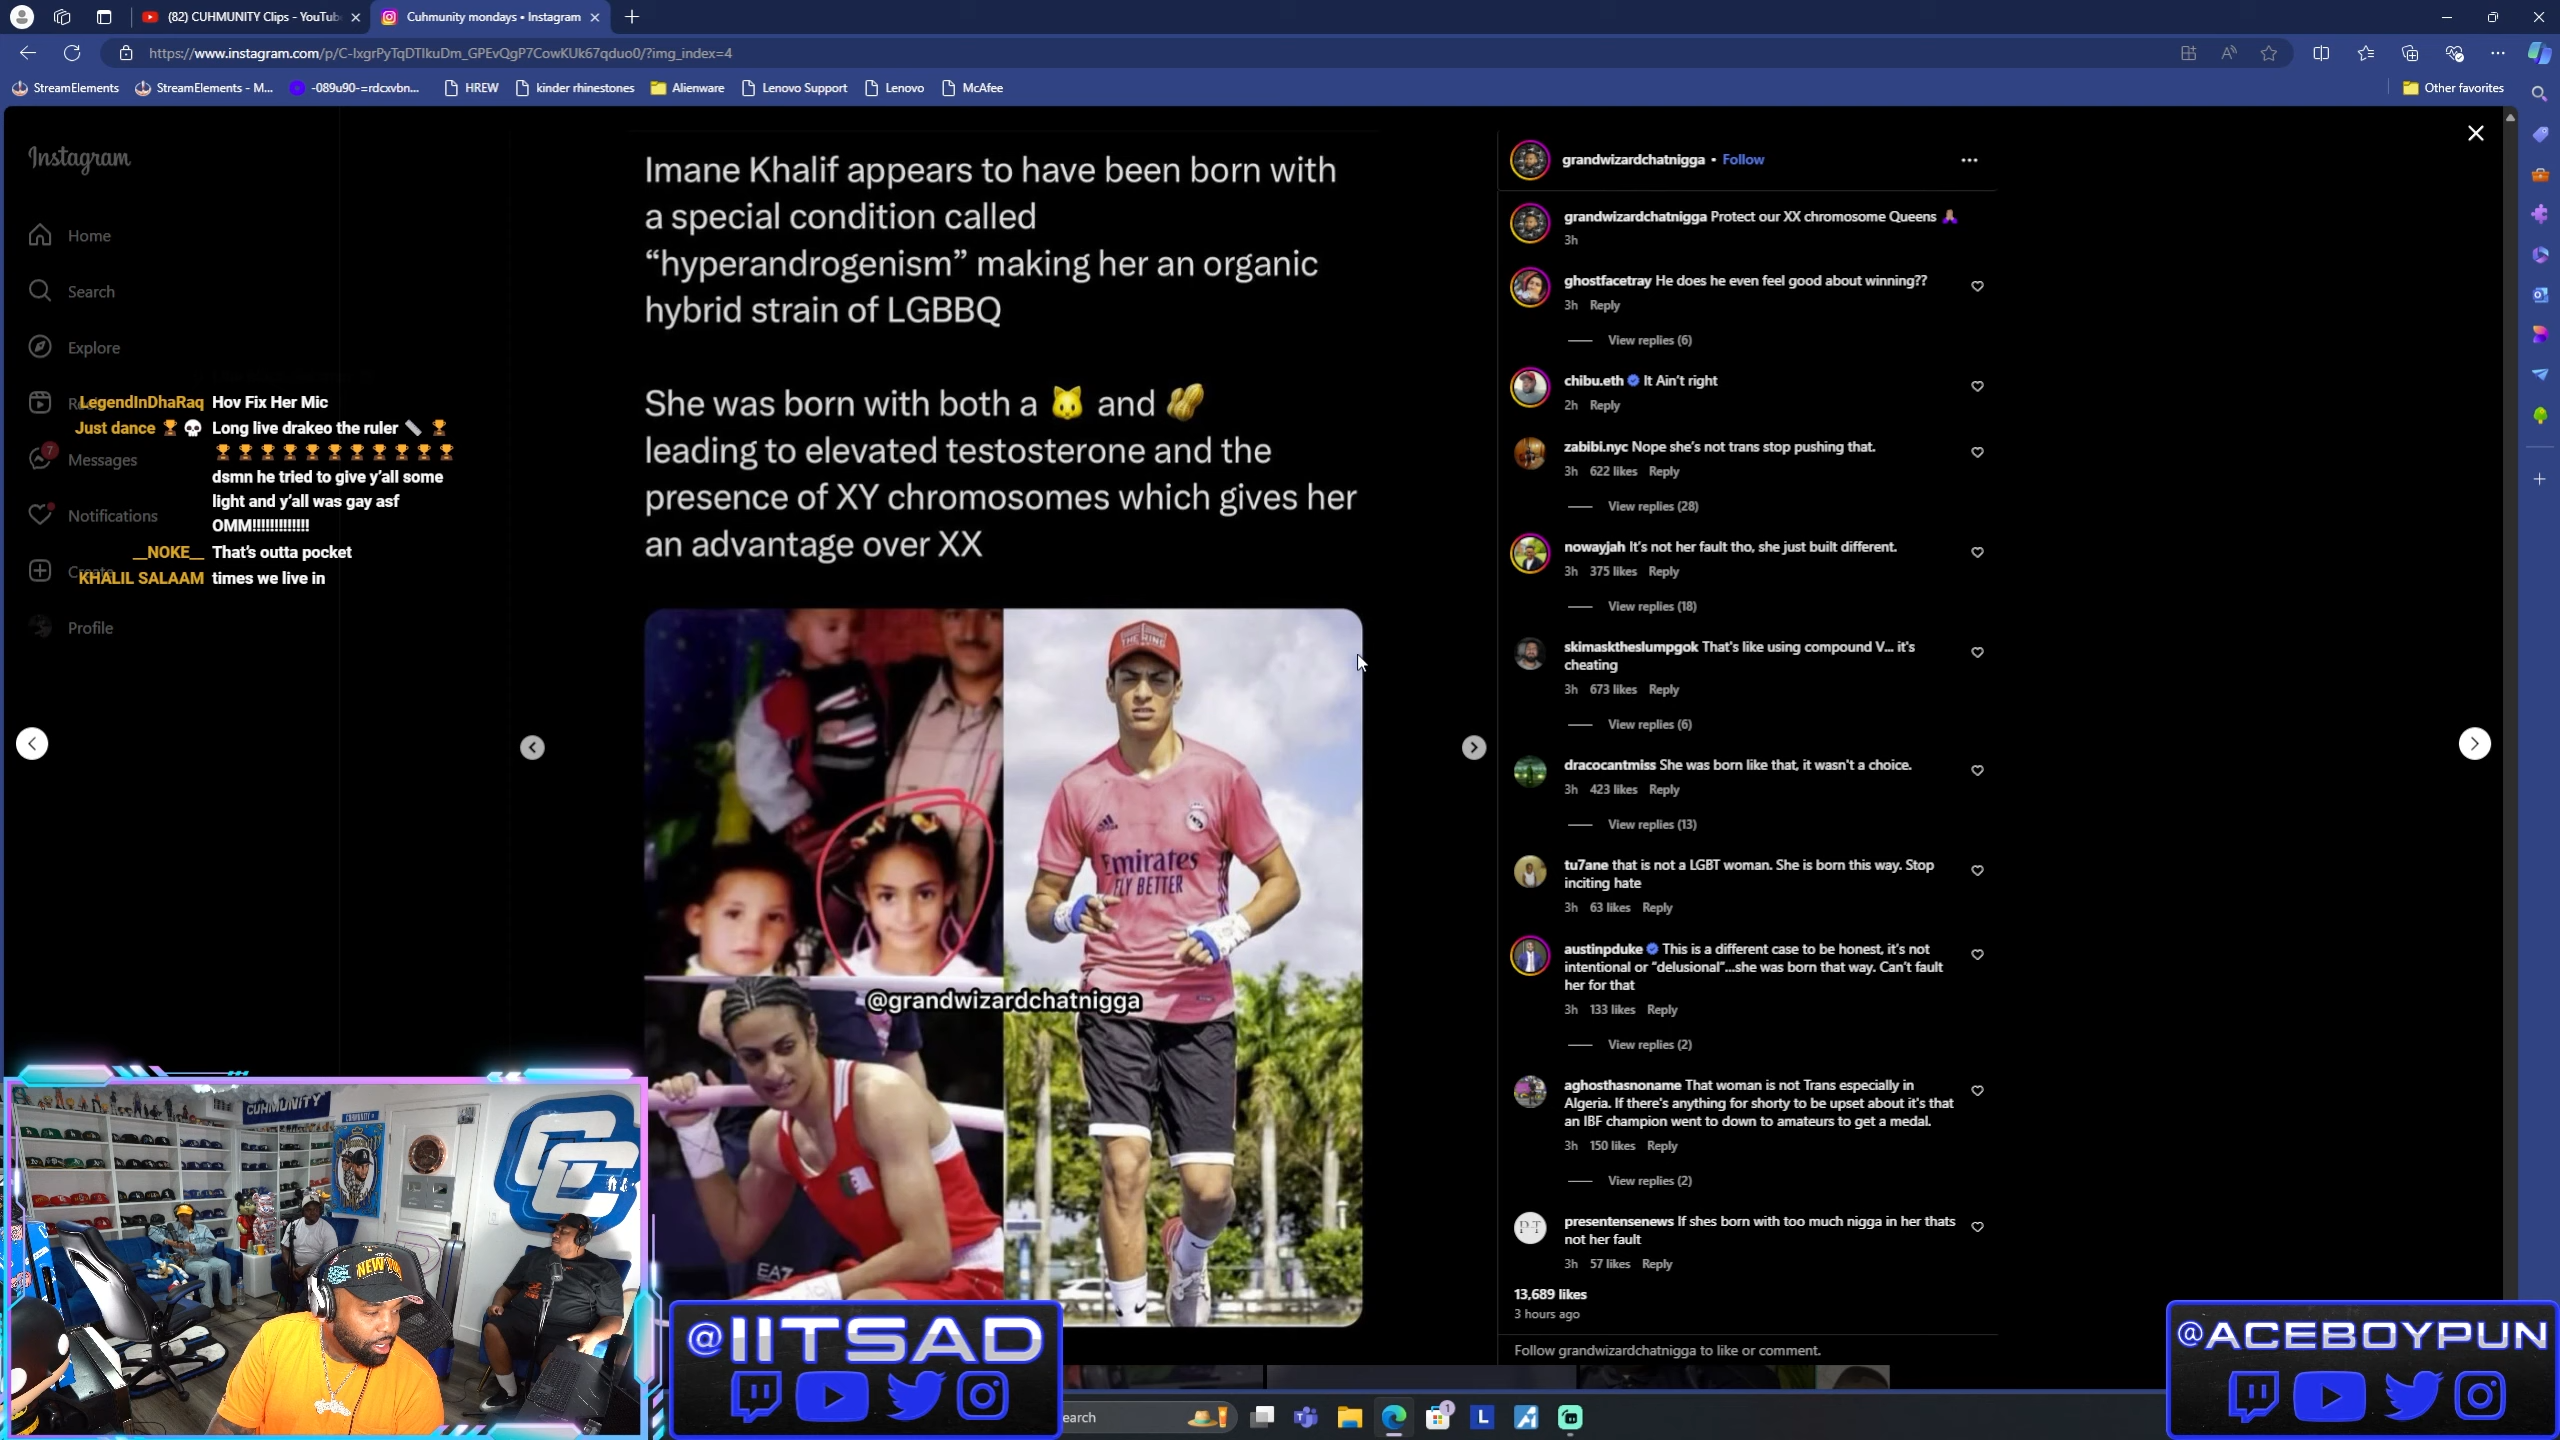 (82) CUHMUNITY Clips - YouTub
Cuhmunity mondays • Instagram
https://www.instagram.com/p/C-lxgrPyTqDTlkuDm_GPEvQgP7CowKUk67qduo0/?img_index=4
StreamElements
StreamElements - M...
-089u90-=rdcxvbn...
HREW
kinder rhinestones
Alienware
Lenovo Support
Lenovo
McAfee
Other favorites
Instagram
Home
Search
Explore
7
Messages
Notifications
Create
Profile
LegendInDhaRaq Hov Fix Her Mic
Just dance 🏆💀 Long live drakeo the ruler 📏 🏆
🏆🏆🏆🏆🏆🏆🏆🏆🏆🏆🏆
dsmn he tried to give y'all some
light and y'all was gay asf
OMM!!!!!!!!!!!!!
__NOKE__ That's outta pocket
KHALIL SALAAM times we live in
Imane Khalif appears to have been born with
a special condition called
“hyperandrogenism” making her an organic
hybrid strain of LGBBQ
She was born with both a 🐱 and 🥜
leading to elevated testosterone and the
presence of XY chromosomes which gives her
an advantage over XX
THE RING
Emirates
FLY BETTER
@grandwizardchatnigga
EA7
grandwizardchatnigga • Follow
grandwizardchatnigga Protect our XX chromosome Queens
3h
ghostfacetray He does he even feel good about winning??
3h Reply
View replies (6)
chibu.eth It Ain't right
2h Reply
zabibi.nyc Nope she's not trans stop pushing that.
3h 622 likes Reply
View replies (28)
nowayjah It's not her fault tho, she just built different.
3h 375 likes Reply
View replies (18)
skimasktheslumpgok That's like using compound V... it's
cheating
3h 673 likes Reply
View replies (6)
dracocantmiss She was born like that, it wasn't a choice.
3h 423 likes Reply
View replies (13)
tu7ane that is not a LGBT woman. She is born this way. Stop
inciting hate
3h 63 likes Reply
austinpduke This is a different case to be honest, it's not
intentional or "delusional"...she was born that way. Can't fault
her for that
3h 133 likes Reply
View replies (2)
aghosthasnoname That woman is not Trans especially in
Algeria. If there's anything for shorty to be upset about it's that
an IBF champion went to down to amateurs to get a medal.
3h 150 likes Reply
View replies (2)
P-T
presentensenews If shes born with too much nigga in her thats
not her fault
3h 57 likes Reply
13,689 likes
3 hours ago
Follow grandwizardchatnigga to like or comment.
CUHMUNITY
CC
NEW
@IITSAD
@ACEBOYPUN
earch
1
L